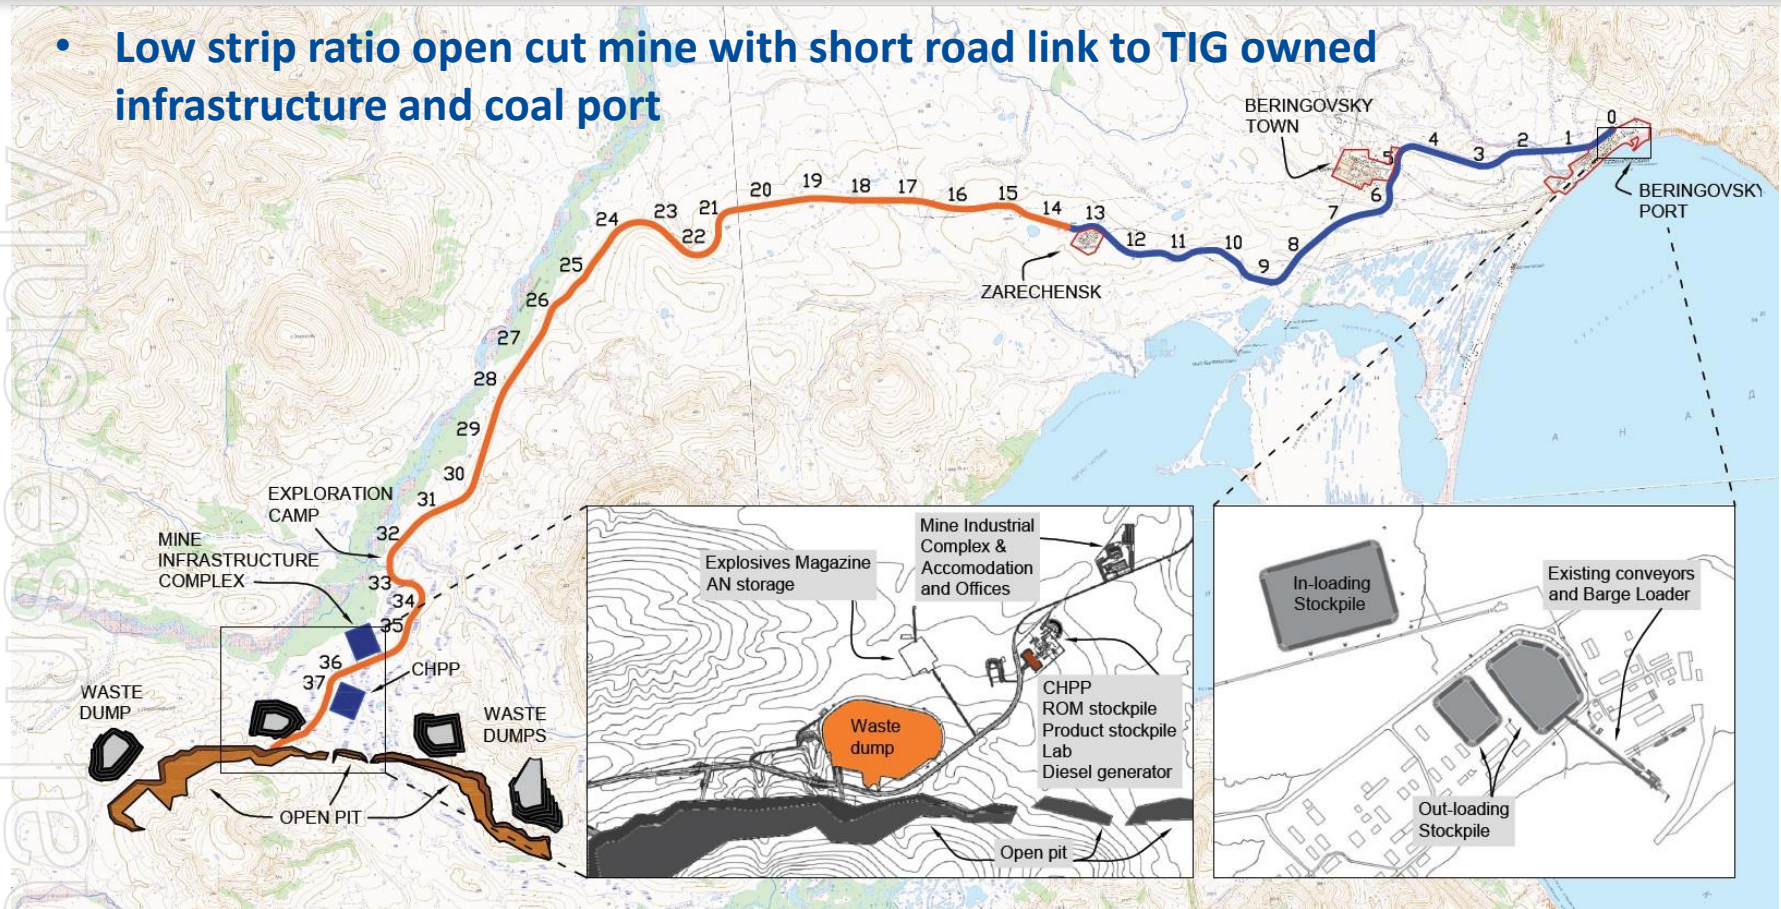 • Low strip ratio open cut mine with short road link to TIG owned
infrastructure and coal port
BERINGOVSKY
TOWN
0
1
2
3
4
5
6
7
8
9
10
11
12
13
14
15
16
17
18
19
20
21
22
23
24
25
26
27
28
29
30
31
32
33
34
35
36
37
BERINGOVSKY
PORT
ZARECHENSK
EXPLORATION
CAMP
MINE
INFRASTRUCTURE
COMPLEX
CHPP
WASTE
DUMP
WASTE
DUMPS
OPEN PIT
Explosives Magazine
AN storage
Mine Industrial
Complex &
Accomodation
and Offices
CHPP
ROM stockpile
Product stockpile
Lab
Diesel generator
Waste
dump
Open pit
In-loading
Stockpile
Existing conveyors
and Barge Loader
Out-loading
Stockpile
al use only